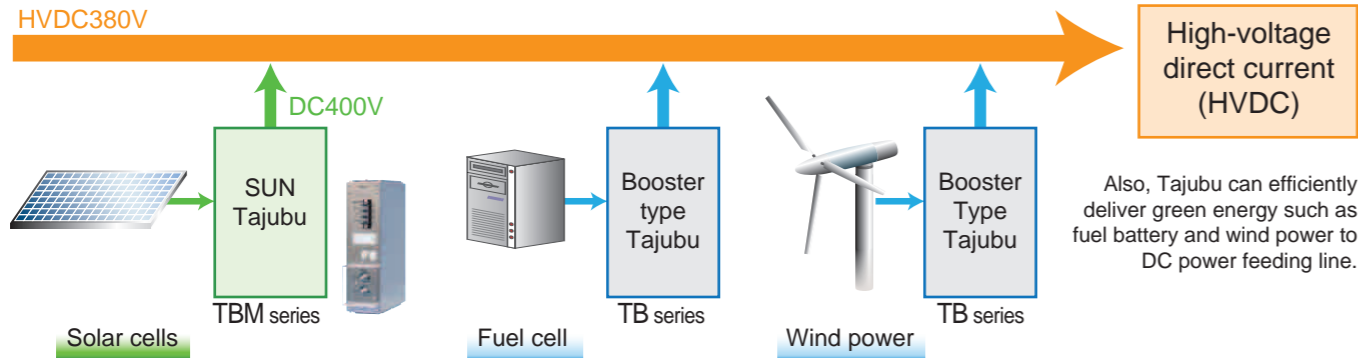 HVDC380V
High-voltage
direct current
(HVDC)
DC400V
SUN
Tajubu
Booster
type
Tajubu
Booster
Type
Tajubu
Also, Tajubu can efficiently
deliver green energy such as
fuel battery and wind power to
DC power feeding line.
TBM series
TB series
TB series
Solar cells
Fuel cell
Wind power